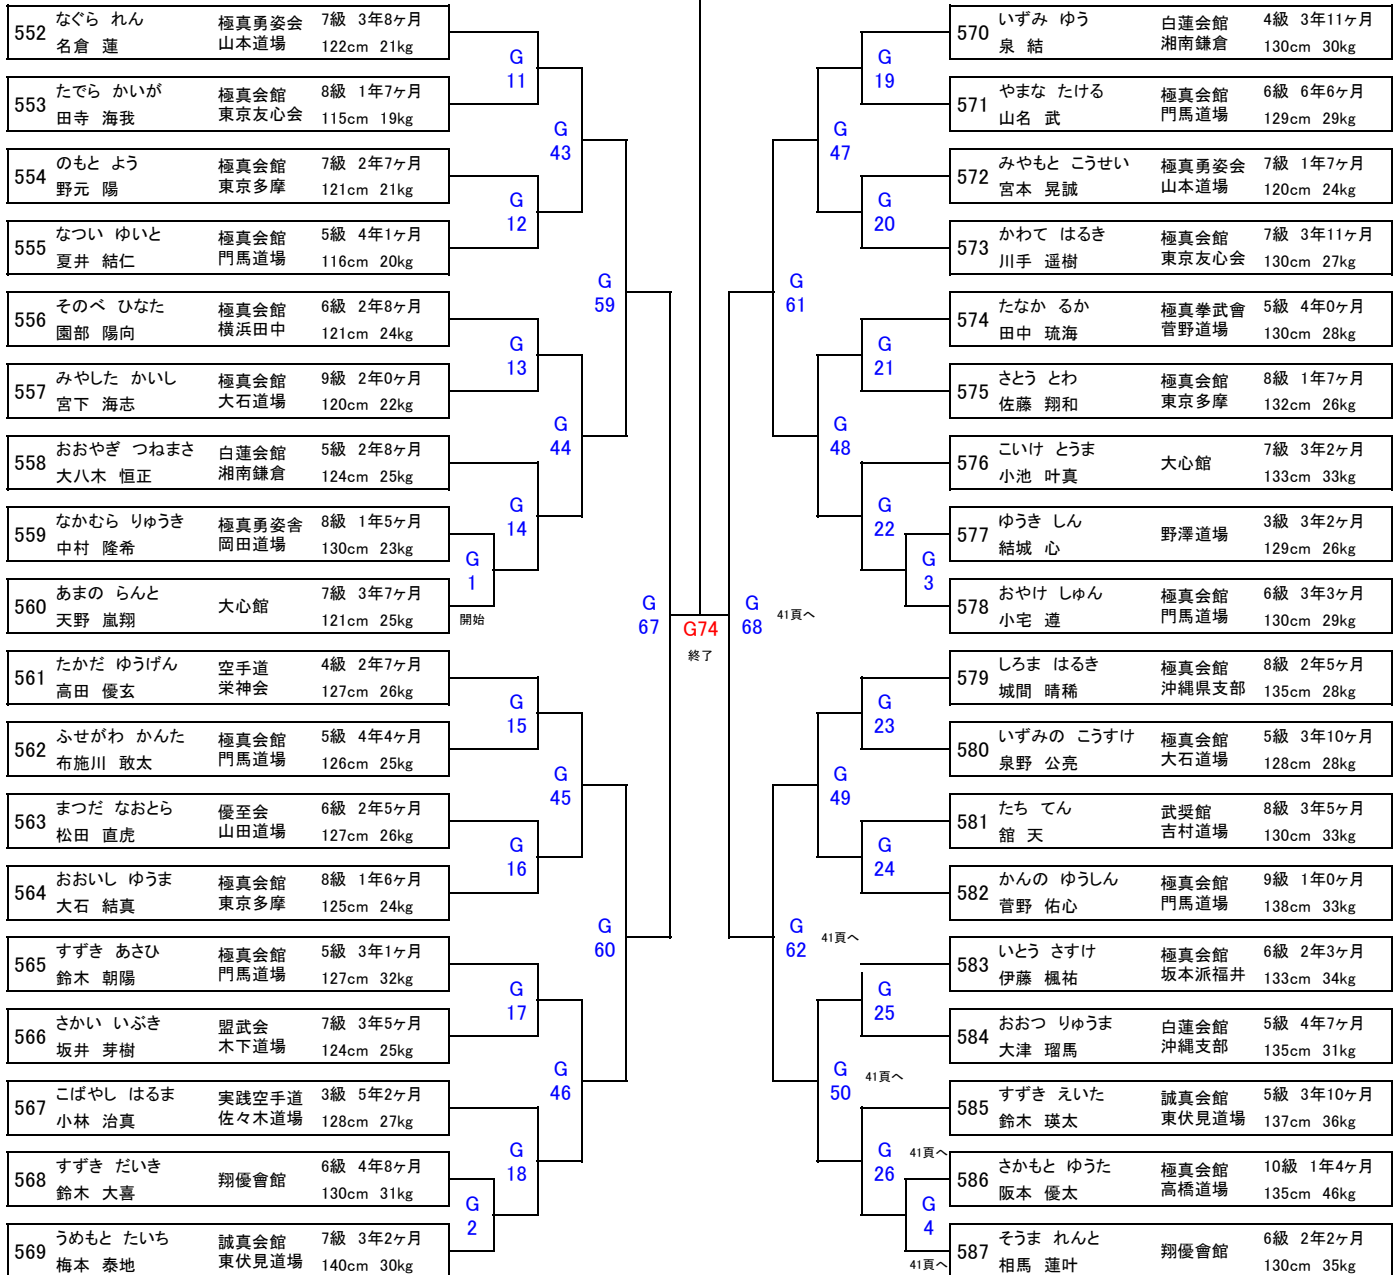 552 なぐら れん 極真勇姿会 7級 3年8ヶ月
名倉 蓮 山本道場 122cm 21kg
553 たでら かいが 極真会館 8級 1年7ヶ月
田寺 海我 東京友心会 115cm 19kg
554 のもと よう 極真会館 7級 2年7ヶ月
野元 陽 東京多摩 121cm 21kg
555 なつい ゆいと 極真会館 5級 4年1ヶ月
夏井 結仁 門馬道場 116cm 20kg
556 そのべ ひなた 極真会館 6級 2年8ヶ月
園部 陽向 横浜田中 121cm 24kg
557 みやした かいし 極真会館 9級 2年0ヶ月
宮下 海志 大石道場 120cm 22kg
558 おおやぎ つねまさ 白蓮会館 5級 2年8ヶ月
大八木 恒正 湘南鎌倉 124cm 25kg
559 なかむら りゅうき 極真勇姿舎 8級 1年5ヶ月
中村 隆希 岡田道場 130cm 23kg
560 あまの らんと 大心館 7級 3年7ヶ月
天野 嵐翔 121cm 25kg
561 たかだ ゆうげん 空手道 4級 2年7ヶ月
高田 優玄 栄神会 127cm 26kg
562 ふせがわ かんた 極真会館 5級 4年4ヶ月
布施川 敢太 門馬道場 126cm 25kg
563 まつだ なおとら 優至会 6級 2年5ヶ月
松田 直虎 山田道場 127cm 26kg
564 おおいし ゆうま 極真会館 8級 1年6ヶ月
大石 結真 東京多摩 125cm 24kg
565 すずき あさひ 極真会館 5級 3年1ヶ月
鈴木 朝陽 門馬道場 127cm 32kg
566 さかい いぶき 盟武会 7級 3年5ヶ月
坂井 芽樹 木下道場 124cm 25kg
567 こばやし はるま 実践空手道 3級 5年2ヶ月
小林 治真 佐々木道場 128cm 27kg
568 すずき だいき 翔優會館 6級 4年8ヶ月
鈴木 大喜 130cm 31kg
569 うめもと たいち 誠真会館 7級 3年2ヶ月
梅本 泰地 東伏見道場 140cm 30kg
G
1
開始
G
2
G
11
G
12
G
13
G
14
G
15
G
16
G
17
G
18
G
43
G
44
G
45
G
46
G
59
G
60
G
67
G74
終了
G
68
41頁へ
G
61
G
62
41頁へ
G
47
G
48
G
49
G
50
41頁へ
G
19
G
20
G
21
G
22
G
23
G
24
G
25
G
26
41頁へ
G
3
G
4
41頁へ
570 いずみ ゆう 白蓮会館 4級 3年11ヶ月
泉 結 湘南鎌倉 130cm 30kg
571 やまな たける 極真会館 6級 6年6ヶ月
山名 武 門馬道場 129cm 29kg
572 みやもと こうせい 極真勇姿会 7級 1年7ヶ月
宮本 晃誠 山本道場 120cm 24kg
573 かわて はるき 極真会館 7級 3年11ヶ月
川手 遥樹 東京友心会 130cm 27kg
574 たなか るか 極真拳武會 5級 4年0ヶ月
田中 琉海 菅野道場 130cm 28kg
575 さとう とわ 極真会館 8級 1年7ヶ月
佐藤 翔和 東京多摩 132cm 26kg
576 こいけ とうま 大心館 7級 3年2ヶ月
小池 叶真 133cm 33kg
577 ゆうき しん 野澤道場 3級 3年2ヶ月
結城 心 129cm 26kg
578 おやけ しゅん 極真会館 6級 3年3ヶ月
小宅 遵 門馬道場 130cm 29kg
579 しろま はるき 極真会館 8級 2年5ヶ月
城間 晴稀 沖縄県支部 135cm 28kg
580 いずみの こうすけ 極真会館 5級 3年10ヶ月
泉野 公亮 大石道場 128cm 28kg
581 たち てん 武奨館 8級 3年5ヶ月
舘 天 吉村道場 130cm 33kg
582 かんの ゆうしん 極真会館 9級 1年0ヶ月
菅野 佑心 門馬道場 138cm 33kg
583 いとう さすけ 極真会館 6級 2年3ヶ月
伊藤 楓祐 坂本派福井 133cm 34kg
584 おおつ りゅうま 白蓮会館 5級 4年7ヶ月
大津 瑠馬 沖縄支部 135cm 31kg
585 すずき えいた 誠真会館 5級 3年10ヶ月
鈴木 瑛太 東伏見道場 137cm 36kg
586 さかもと ゆうた 極真会館 10級 1年4ヶ月
阪本 優太 高橋道場 135cm 46kg
587 そうま れんと 翔優會館 6級 2年2ヶ月
相馬 蓮叶 130cm 35kg